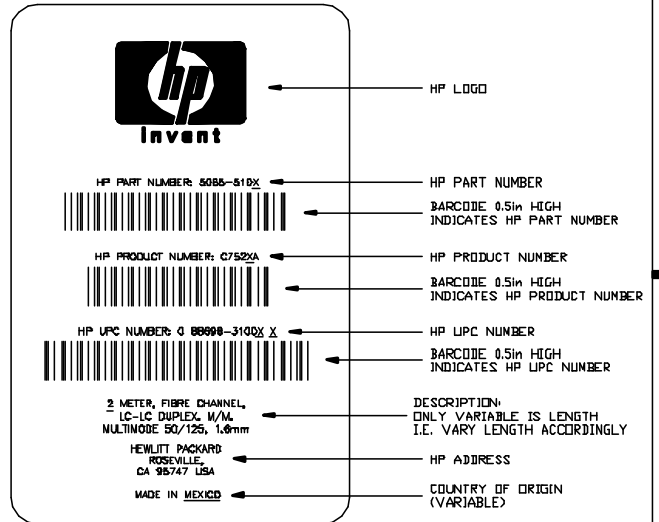 hp
invent
HP PART NUMBER: 5065-510X
HP PRODUCT NUMBER: C752XA
HP UPC NUMBER: 0 88698-3100X X
2 METER, FIBRE CHANNEL,
LC-LC DUPLEX, M/M,
MULTIMODE 50/125, 1.6mm
HEWLITT PACKARD
ROSEVILLE,
CA 95747 USA
MADE IN MEXICO
HP LOGO
HP PART NUMBER
BARCODE 0.5in HIGH
INDICATES HP PART NUMBER
HP PRODUCT NUMBER
BARCODE 0.5in HIGH
INDICATES HP PRODUCT NUMBER
HP UPC NUMBER
BARCODE 0.5in HIGH
INDICATES HP UPC NUMBER
DESCRIPTION:
ONLY VARIABLE IS LENGTH
I.E. VARY LENGTH ACCORDINGLY
HP ADDRESS
COUNTRY OF ORIGIN
(VARIABLE)